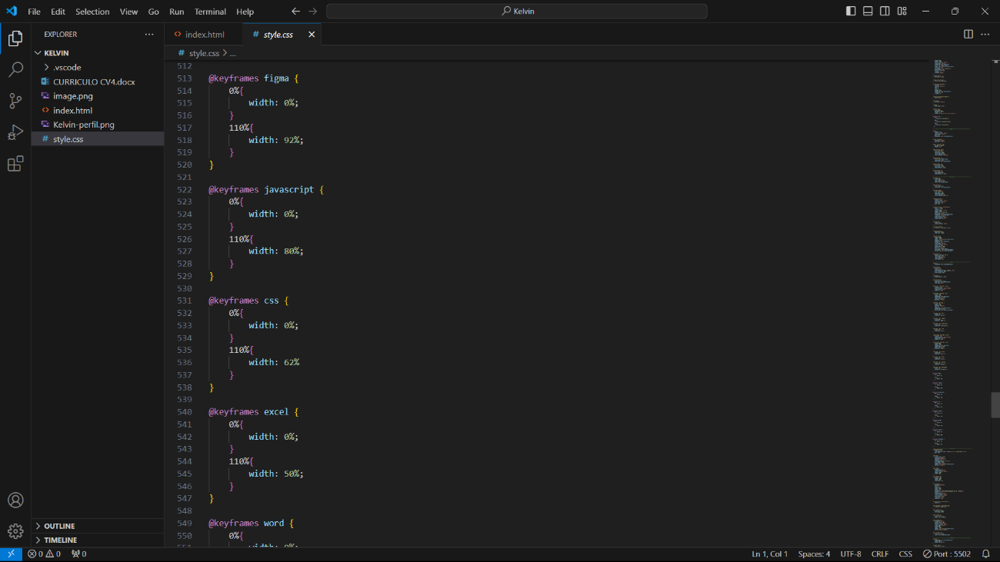 File Edit Selection View Go Run Terminal Help Kelvin
EXPLORER
index.html
# style.css
KELVIN
.vscode
CURRICULO CV4.docx
image.png
index.html
Kelvin-perfil.png
# style.css
OUTLINE
TIMELINE
# style.css > ...
512
513 @keyframes figma {
514 0%{
515 width: 0%;
516 }
517 110%{
518 width: 92%;
519 }
520 }
521
522 @keyframes javascript {
523 0%{
524 width: 0%;
525 }
526 110%{
527 width: 80%;
528 }
529 }
530
531 @keyframes css {
532 0%{
533 width: 0%;
534 }
535 110%{
536 width: 62%
537 }
538 }
539
540 @keyframes excel {
541 0%{
542 width: 0%;
543 }
544 110%{
545 width: 50%;
546 }
547 }
548
549 @keyframes word {
550 0%{
551 width: 0%;
0 0 0 Ln 1, Col 1 Spaces: 4 UTF-8 CRLF CSS Port : 5502